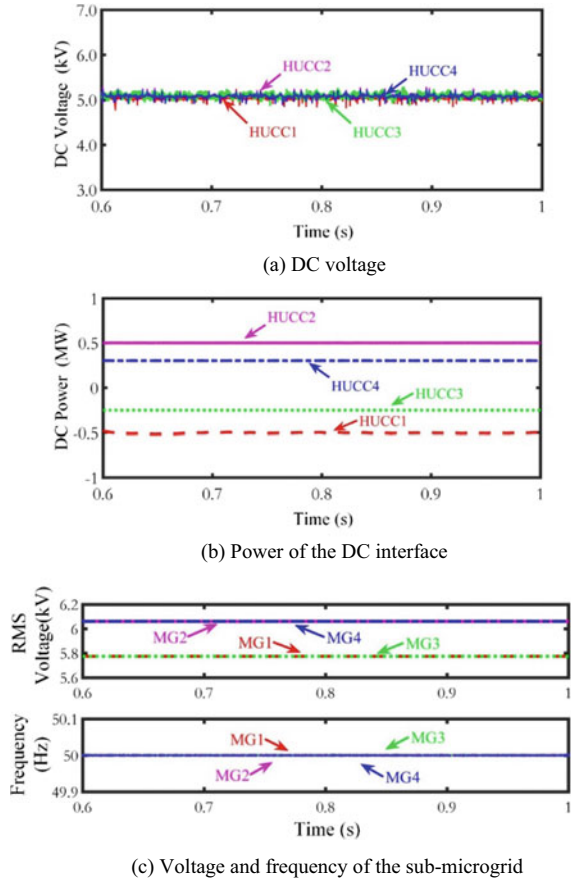 7.0
6.0
5.0
4.0
3.0
DC Voltage (kV)
HUCC2
HUCC4
HUCC1
HUCC3
0.6 0.7 0.8 0.9 1
Time (s)
(a) DC voltage
1
0.5
0
-0.5
-1
DC Power (MW)
HUCC2
HUCC4
HUCC3
HUCC1
0.6 0.7 0.8 0.9 1
Time (s)
(b) Power of the DC interface
6.2
6
5.8
5.6
RMS
Voltage(kV)
MG2
MG4
MG1
MG3
0.6 0.7 0.8 0.9 1
50.1
50
49.9
Frequency
(Hz)
MG1
MG3
MG2
MG4
0.6 0.7 0.8 0.9 1
Time (s)
(c) Voltage and frequency of the sub-microgrid